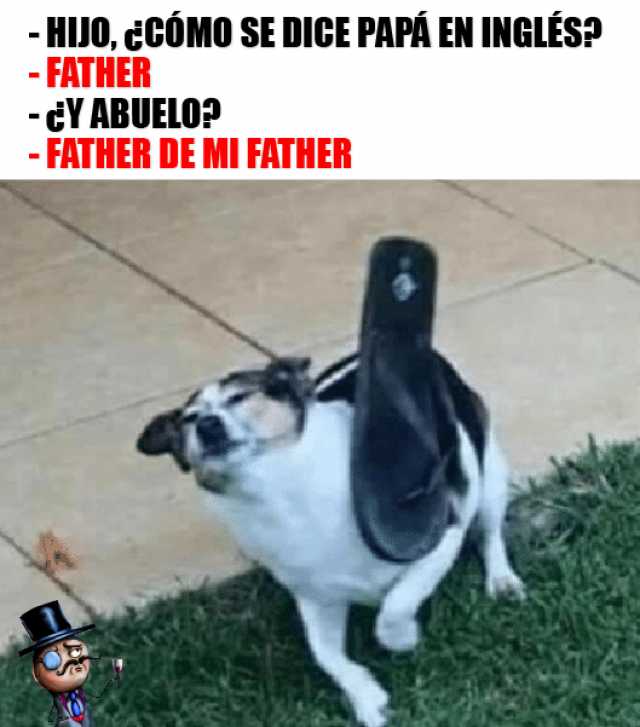 - HIJO, ¿CÓMO SE DICE PAPÁ EN INGLÉS?
- FATHER
- ¿Y ABUELO?
- FATHER DE MI FATHER